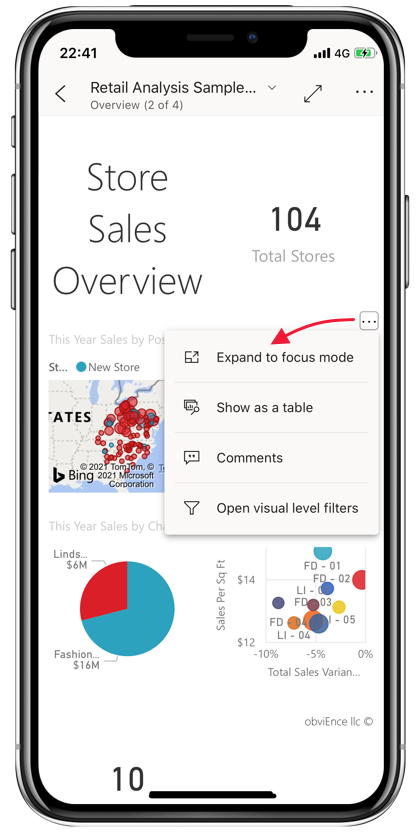 22:41
4G
Retail Analysis Sample...
Overview (2 of 4)
Store
Sales
Overview
104
Total Stores
This Year Sales by Pos
St...
New Store
Expand to focus mode
Show as a table
Comments
Open visual level filters
TATES
© 2021 TomTom, ©
2021 Microsoft
Corporation
Bing
This Year Sales by Cha
Linds...
$6M
Fashion...
$16M
Sales Per Sq Ft
$14
$12
FD - 01
FD - 02
LI -
FD - 03
FD - 04
LI - 05
LI - 04
-10%
-5%
0%
Total Sales Varian...
obviEnce llc ©
10